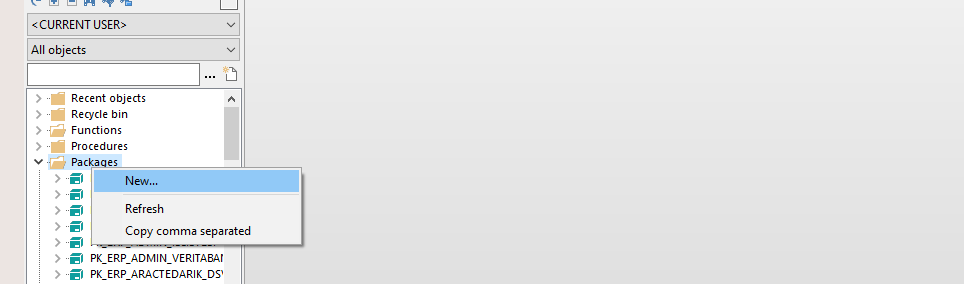 <CURRENT USER>
All objects
...
Recent objects
Recycle bin
Functions
Procedures
Packages
New...
Refresh
Copy comma separated
PK_ERP_ADMIN_VERITABAN
PK_ERP_ARACTEDARIK_DSV